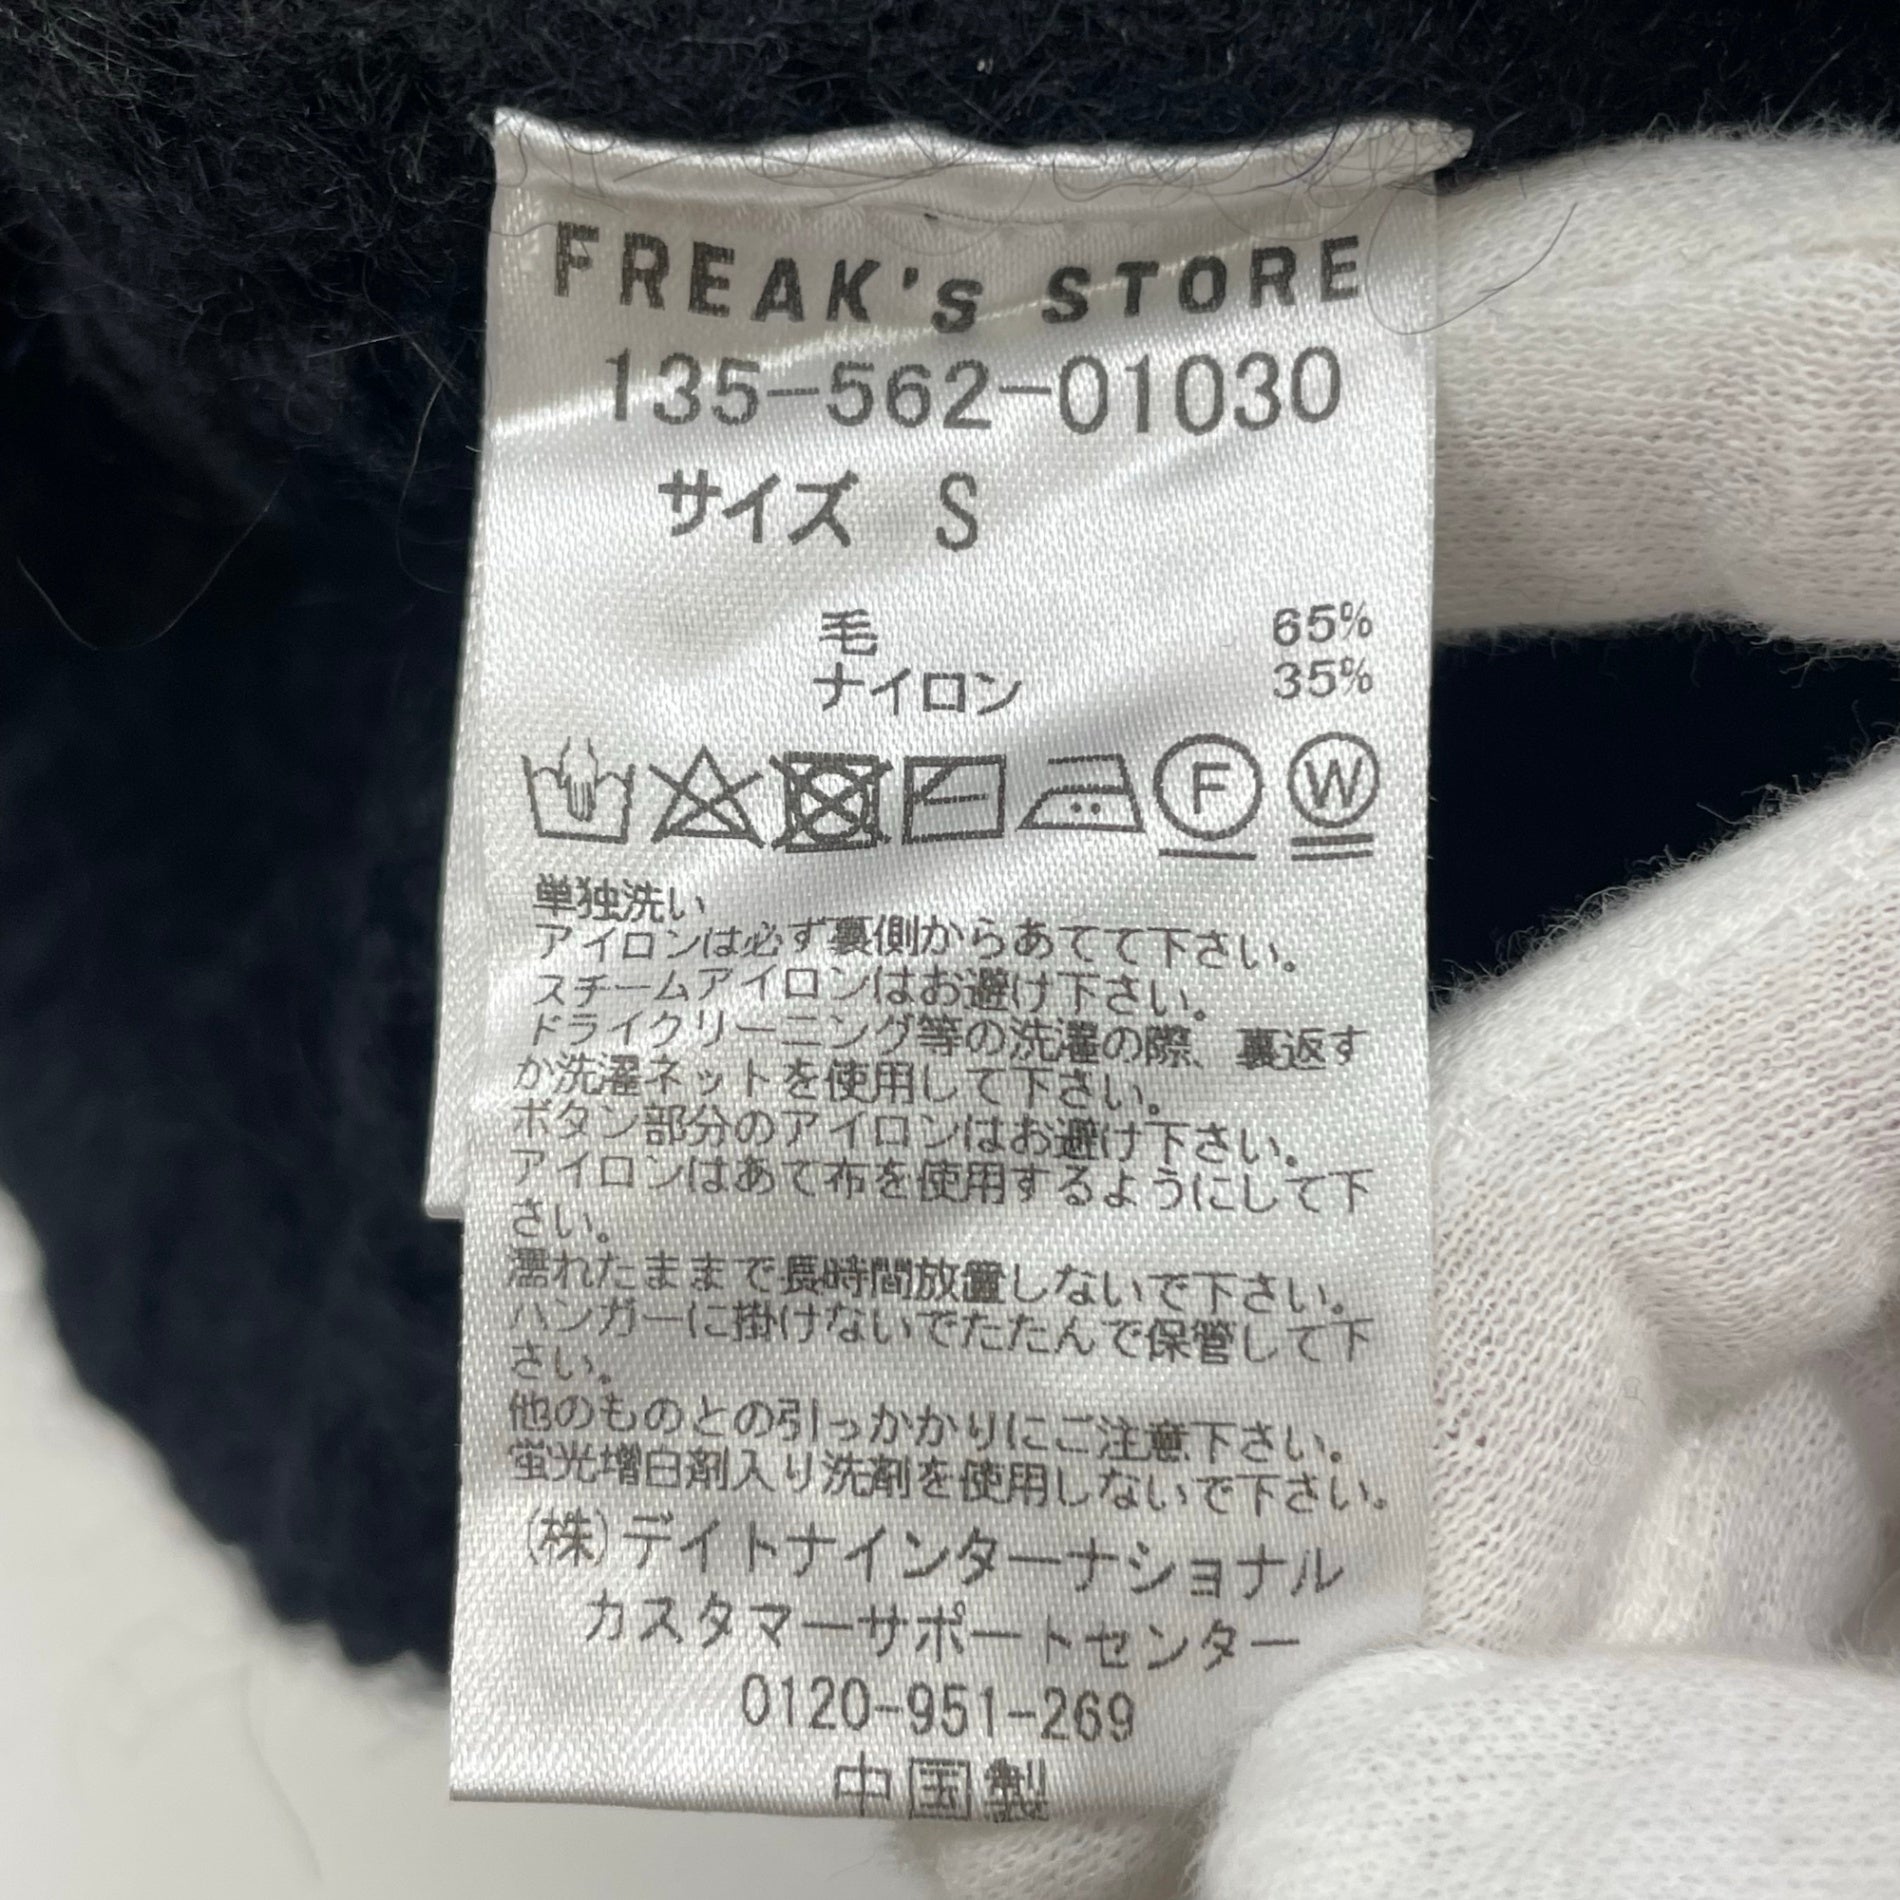 FREAK's STORE
135-562-01030
サイズ S
毛 65%
ナイロン 35%
F W
単独洗い
アイロンは必ず裏側からあてて下さい。
スチームアイロンはお避け下さい。
ドライクリーニング等の洗濯の際、裏返す
か洗濯ネットを使用して下さい。
ボタン部分のアイロンはお避け下さい。
アイロンはあて布を使用するようにして下
さい。
濡れたままで長時間放置しないで下さい。
ハンガーに掛けないでたたんで保管して下
さい。
他のものとの引っかかりにご注意下さい。
蛍光増白剤入り洗剤を使用しないで下さい。
(株)デイトナインターナショナル
カスタマーサポートセンター
0120-951-269
中国製